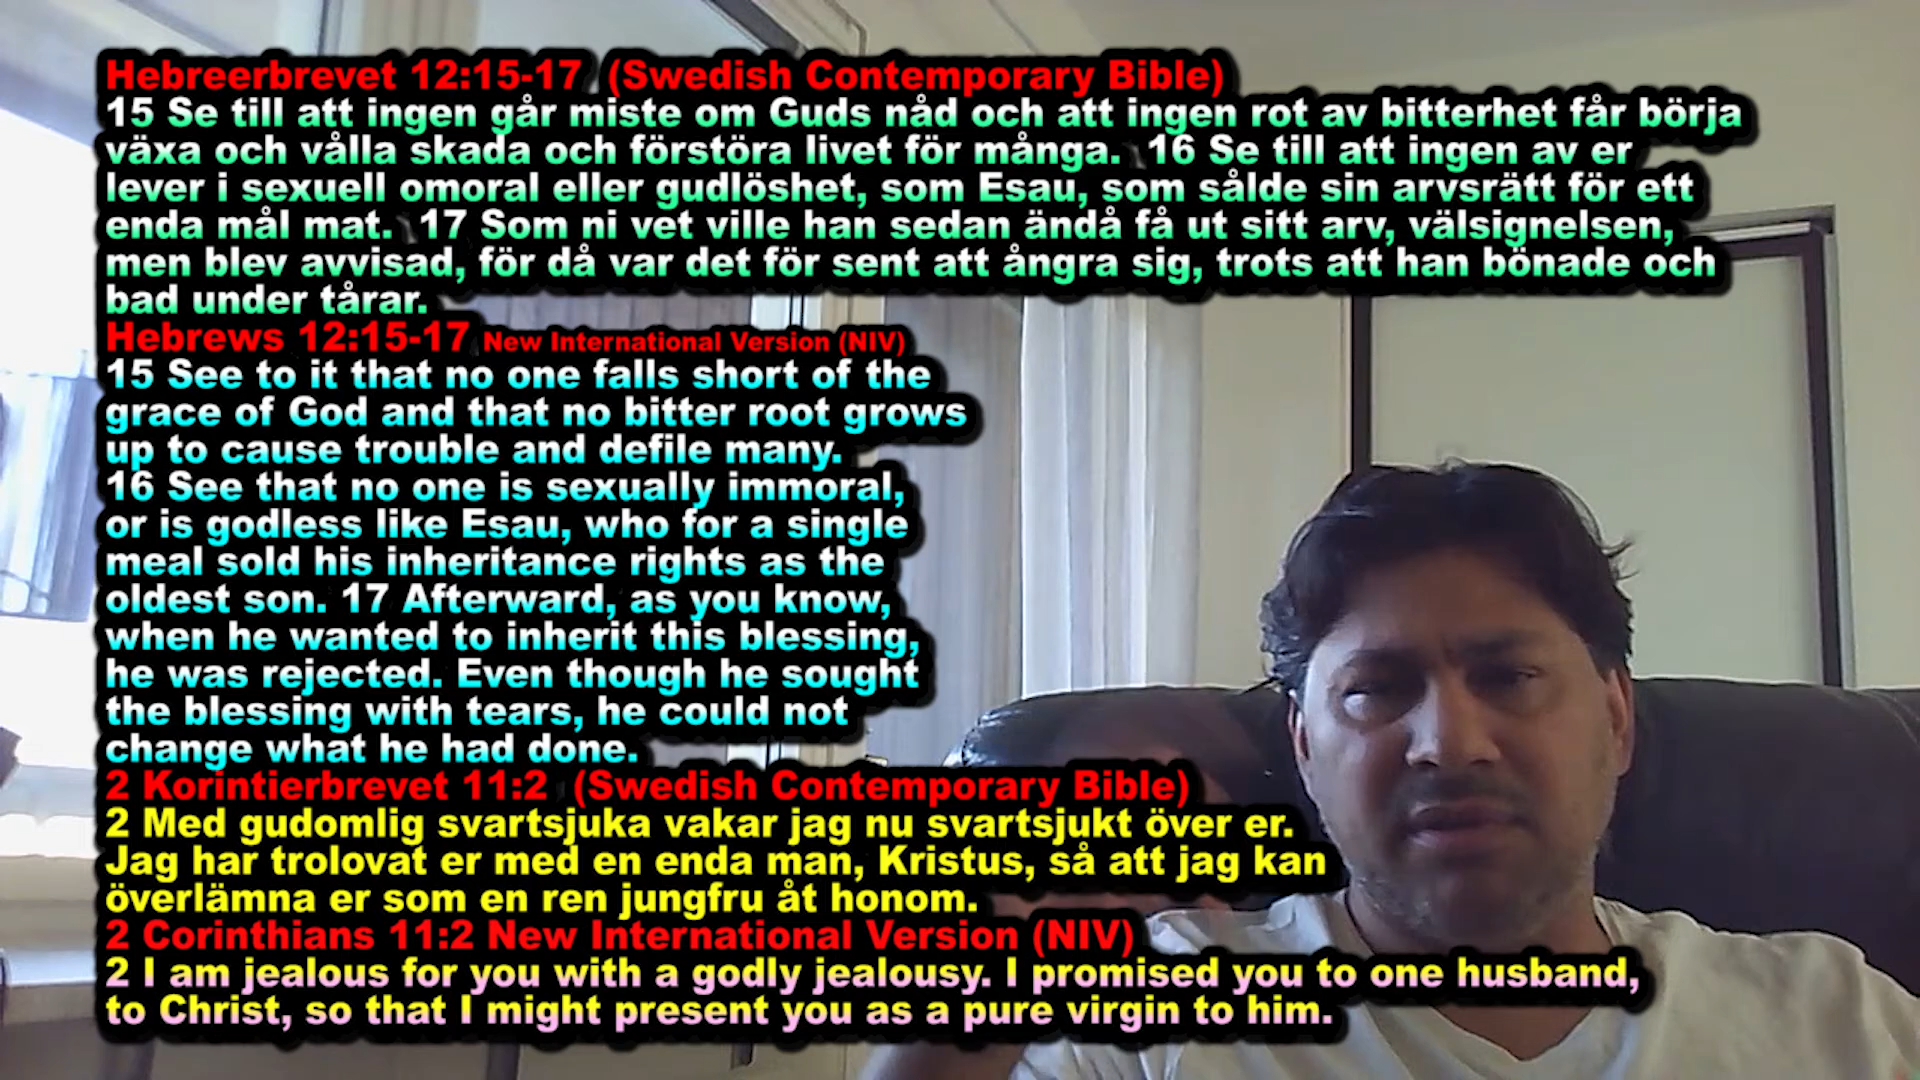 Hebreerbrevet 12:15-17 (Swedish Contemporary Bible)
15 Se till att ingen går miste om Guds nåd och att ingen rot av bitterhet får börja
växa och vålla skada och förstöra livet för många. 16 Se till att ingen av er
lever i sexuell omoral eller gudlöshet, som Esau, som sålde sin arvsrätt för ett
enda mål mat. 17 Som ni vet ville han sedan ändå få ut sitt arv, välsignelsen,
men blev avvisad, för då var det för sent att ångra sig, trots att han bönade och
bad under tårar.
Hebrews 12:15-17 New International Version (NIV)
15 See to it that no one falls short of the
grace of God and that no bitter root grows
up to cause trouble and defile many.
16 See that no one is sexually immoral,
or is godless like Esau, who for a single
meal sold his inheritance rights as the
oldest son. 17 Afterward, as you know,
when he wanted to inherit this blessing,
he was rejected. Even though he sought
the blessing with tears, he could not
change what he had done.
2 Korintierbrevet 11:2 (Swedish Contemporary Bible)
2 Med gudomlig svartsjuka vakar jag nu svartsjukt över er.
Jag har trolovat er med en enda man, Kristus, så att jag kan
överlämna er som en ren jungfru åt honom.
2 Corinthians 11:2 New International Version (NIV)
2 I am jealous for you with a godly jealousy. I promised you to one husband,
to Christ, so that I might present you as a pure virgin to him.